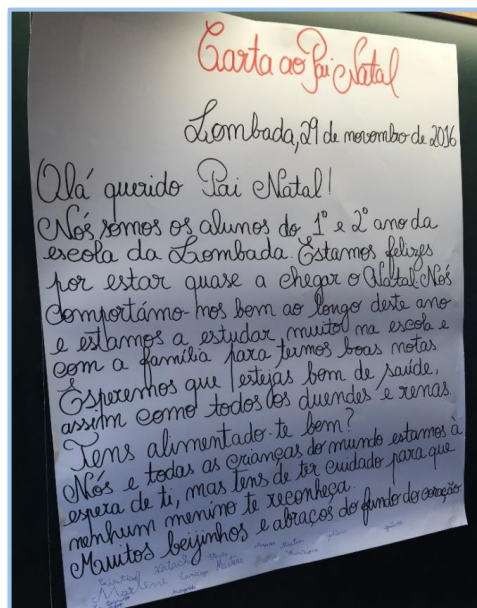 Carta ao Pai Natal
Lombada, 29 de novembro de 2016
Olá querido Pai Natal!
Nós somos os alunos do 1º e 2º ano da
escola da Lombada. Estamos felizes
por estar quase a chegar o Natal. Nós
comportámo-nos bem ao longo deste ano
e estamos a estudar muito na escola e
com a família para termos boas notas.
Esperemos que estejas bom de saúde,
assim como todos os duendes e renas.
Tens alimentado-te bem?
Nós e todas as crianças do mundo estamos à
espera de ti, mas tens de ter cuidado para que
nenhum menino te reconheça.
Muitos beijinhos e abraços do fundo do coração
Marlene